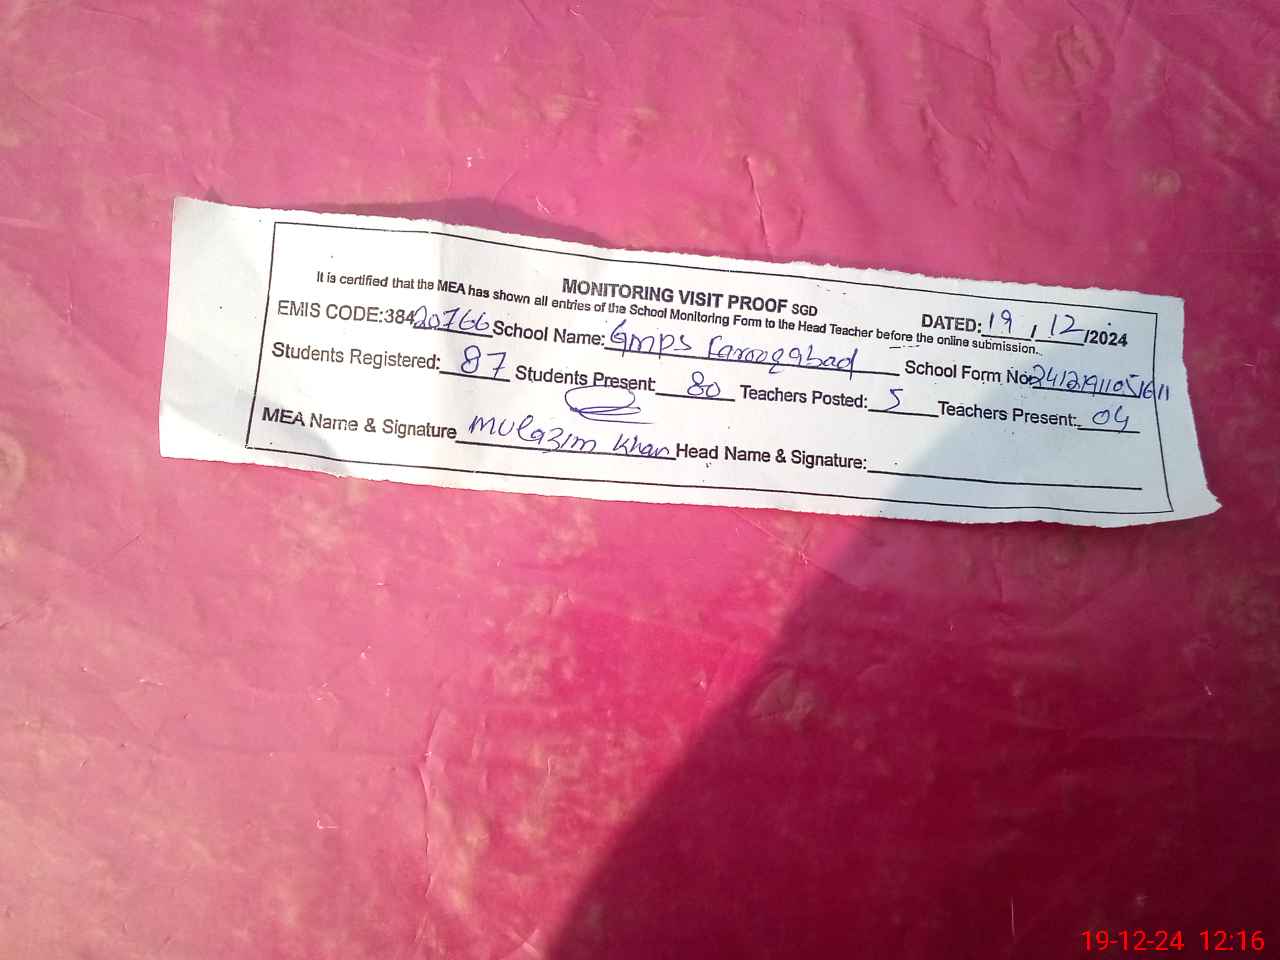 MONITORING VISIT PROOF SGD DATED: 19/12/2024
It is certified that the MEA has shown all entries of the School Monitoring Form to the Head Teacher before the online submission.
EMIS CODE:38420766 School Name: GMPS Farooqabad School Form No:
Students Registered: 87 Students Present: 80 Teachers Posted: 5 Teachers Present: 04
MEA Name & Signature Mulazim Khan Head Name & Signature:
19-12-24 12:16